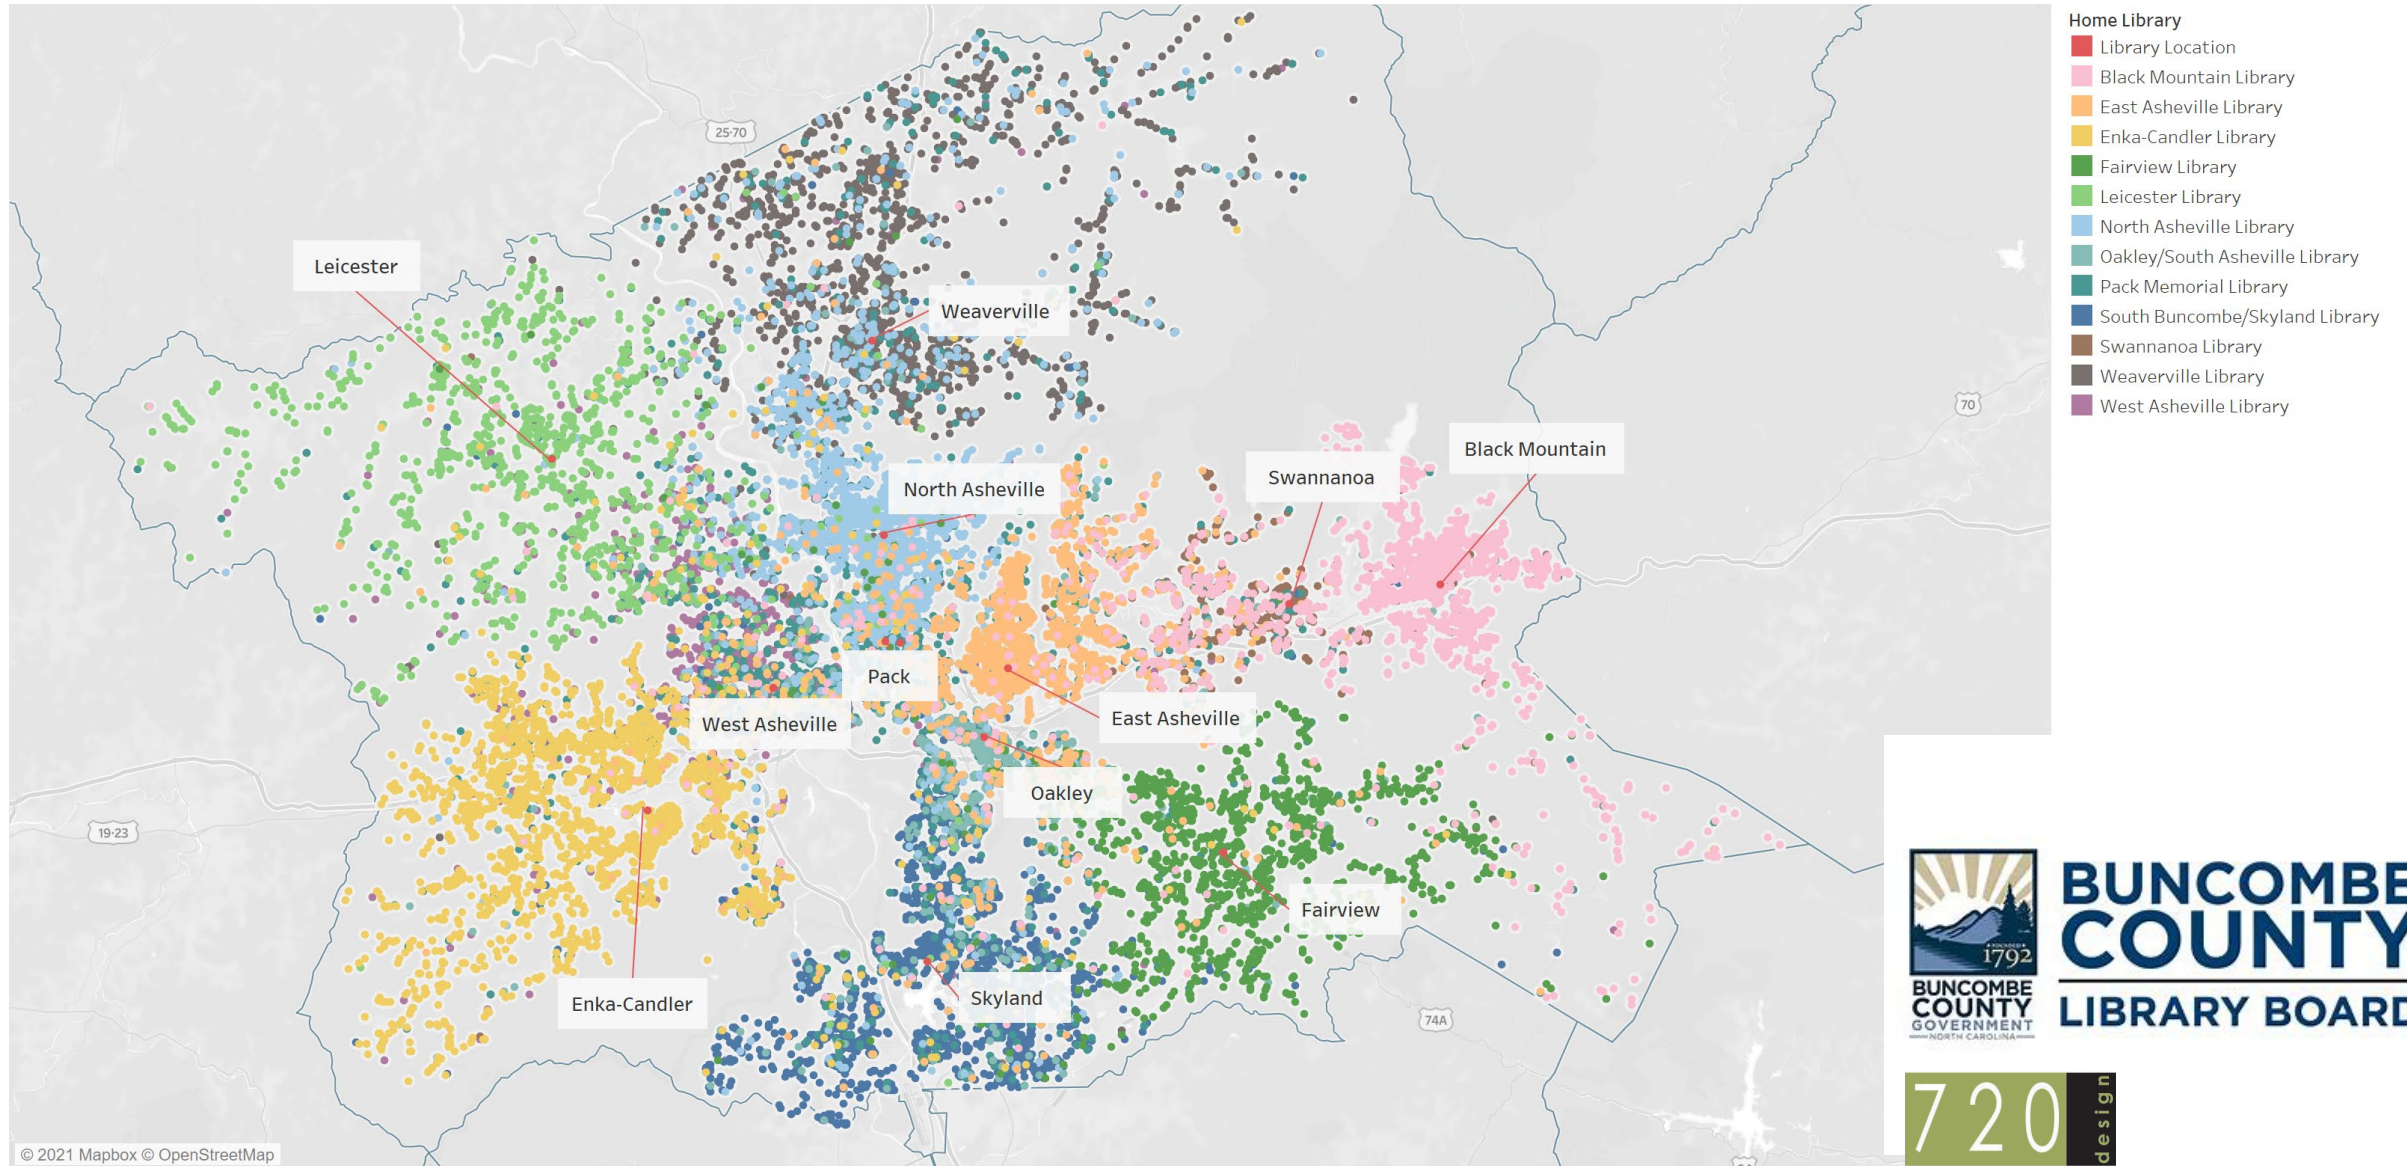 25-70
Leicester
Weaverville
North Asheville
Swannanoa
Black Mountain
70
Pack
West Asheville
East Asheville
Oakley
19-23
Fairview
Enka-Candler
Skyland
74A
© 2021 Mapbox © OpenStreetMap
Home Library
Library Location
Black Mountain Library
East Asheville Library
Enka-Candler Library
Fairview Library
Leicester Library
North Asheville Library
Oakley/South Asheville Library
Pack Memorial Library
South Buncombe/Skyland Library
Swannanoa Library
Weaverville Library
West Asheville Library
•FOUNDED•
1792
BUNCOMBE
COUNTY
GOVERNMENT
NORTH CAROLINA
BUNCOMBE
COUNTY
LIBRARY BOARD
720
design